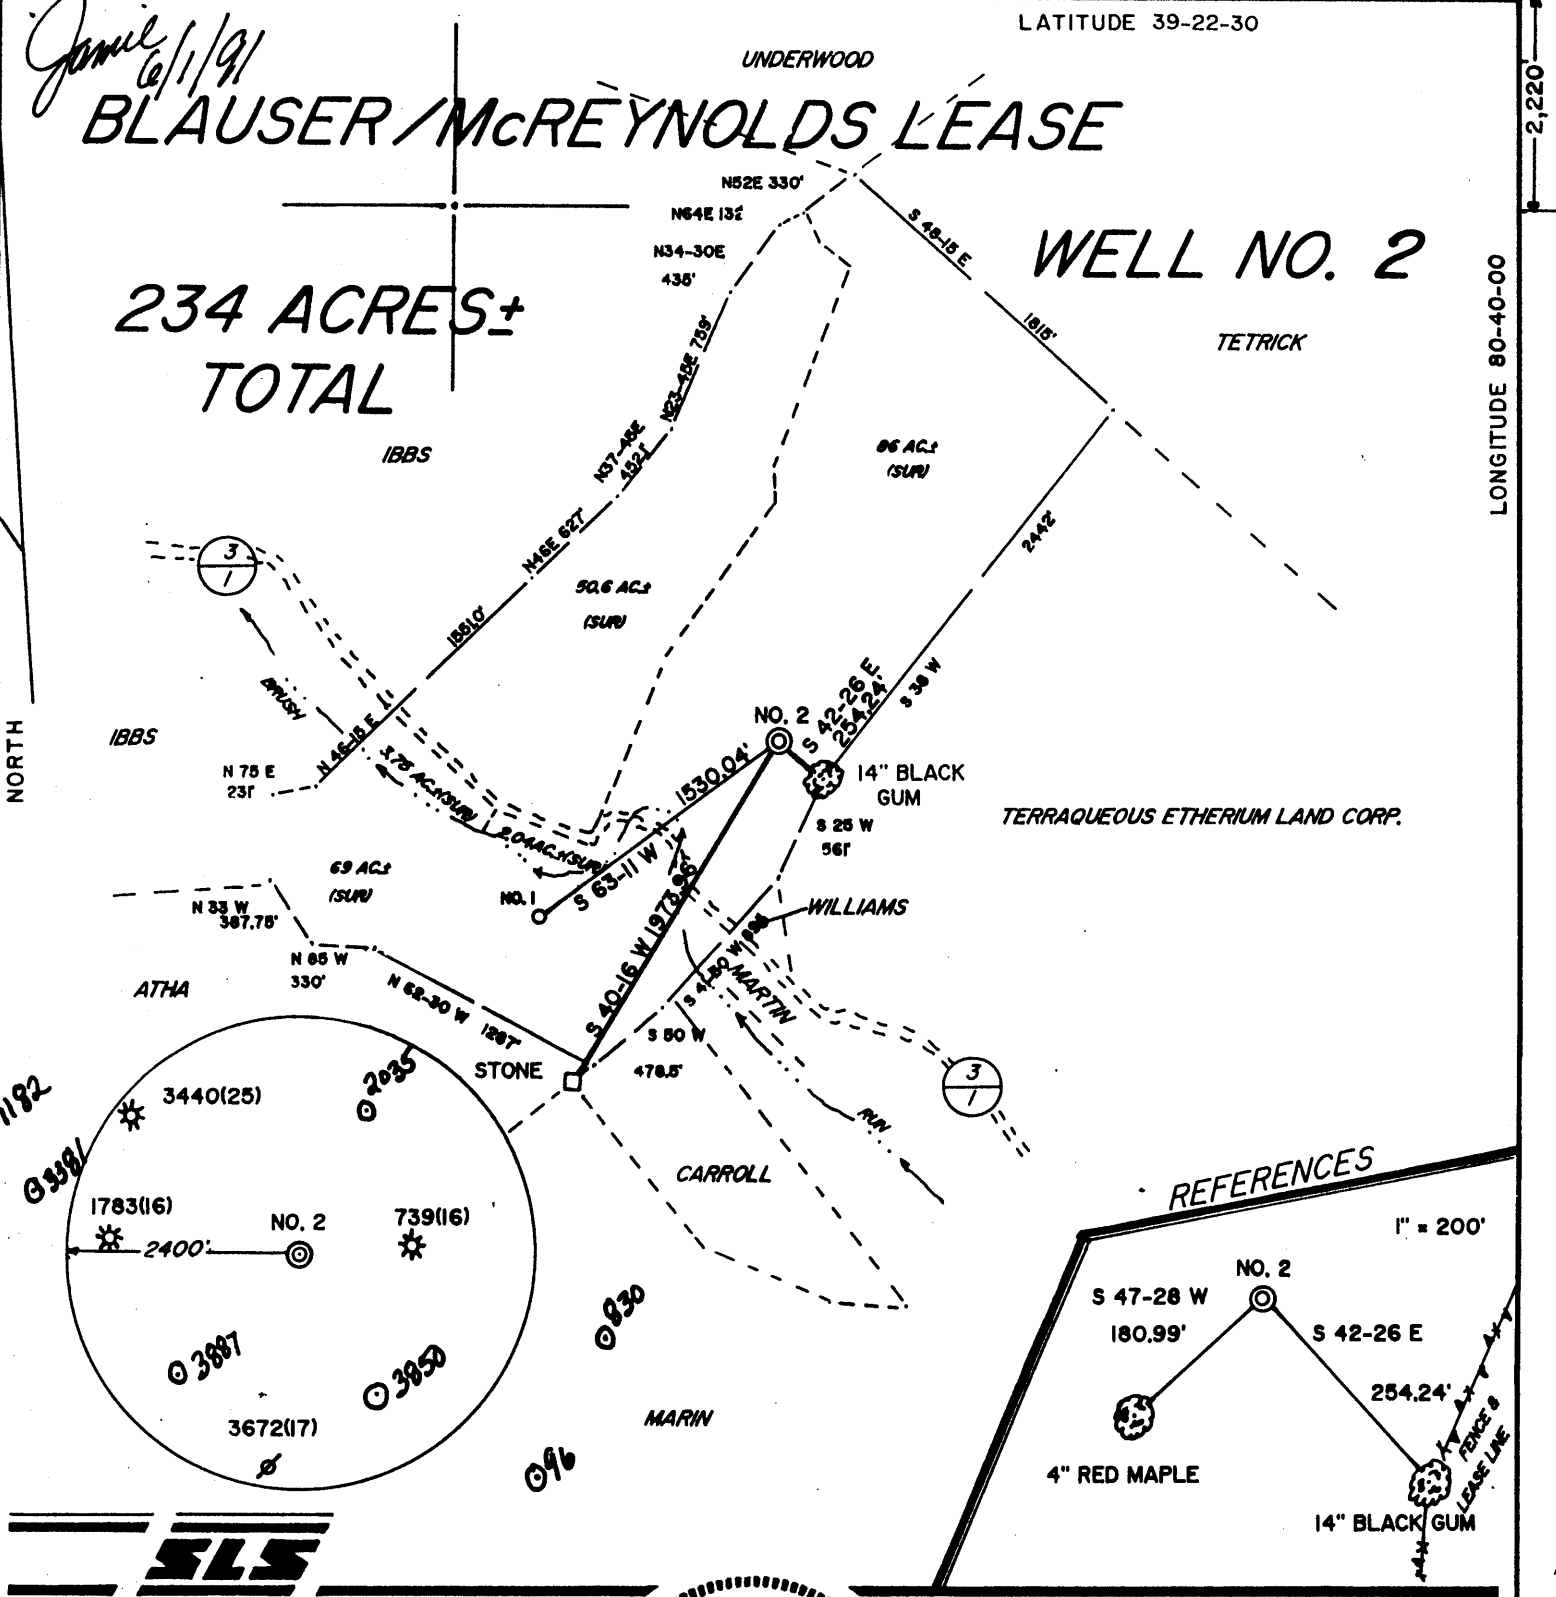 Jamie
6/1/91
LATITUDE 39-22-30
2,220'
UNDERWOOD
BLAUSER/McREYNOLDS LEASE
N52E 330'
N64E 132'
N34-30E
435'
S 48-15 E
1815'
WELL NO. 2
TETRICK
LONGITUDE 80-40-00
234 ACRES±
TOTAL
N23-45E 759'
N37-45E
452'
IBBS
86 AC.±
(SUR)
N46E 627'
2442'
3
1
50.6 AC.±
(SUR)
1551.0'
N 46-15 E
BRUSH
S 38 W
S 42-26 E
254.24'
NO. 2
NORTH
IBBS
N 75 E
231'
3.75 AC.±(SUR)
1530.04'
S 63-11 W
14" BLACK
GUM
TERRAQUEOUS ETHERIUM LAND CORP.
2.04AC.±(SUR)
S 25 W
561'
69 AC.±
(SUR)
NO. 1
N 33 W
387.75'
WILLIAMS
S 40-16 W 1973.96'
N 85 W
330'
ATHA
N 62-30 W 1287'
MARTIN
S 50 W
478.5'
STONE
3
1
RUN
CARROLL
1182
3381
3440(25)
2035
1783(16)
NO. 2
739(16)
2400'
3887
3850
3672(17)
830
96
MARIN
REFERENCES
1" = 200'
NO. 2
S 47-28 W
180.99'
S 42-26 E
254.24'
4" RED MAPLE
FENCE &
LEASE LINE
14" BLACK GUM
SLS